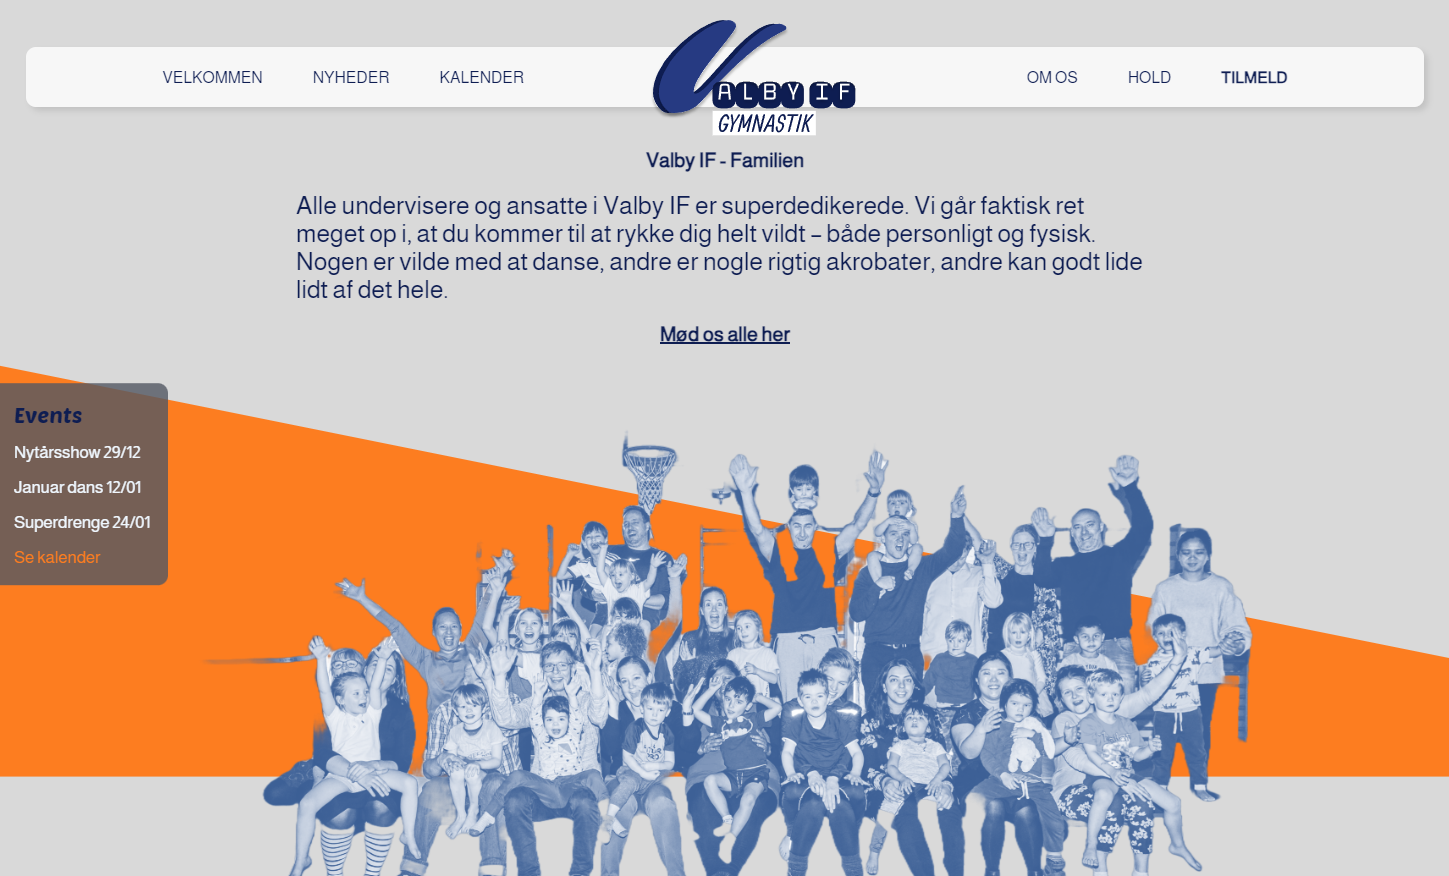 VELKOMMEN NYHEDER KALENDER
VALBY IF
GYMNASTIK
OM OS HOLD TILMELD
Valby IF - Familien
Alle undervisere og ansatte i Valby IF er superdedikerede. Vi går faktisk ret
meget op i, at du kommer til at rykke dig helt vildt – både personligt og fysisk.
Nogen er vilde med at danse, andre er nogle rigtig akrobater, andre kan godt lide
lidt af det hele.
Mød os alle her
Events
Nytårsshow 29/12
Januar dans 12/01
Superdrenge 24/01
Se kalender